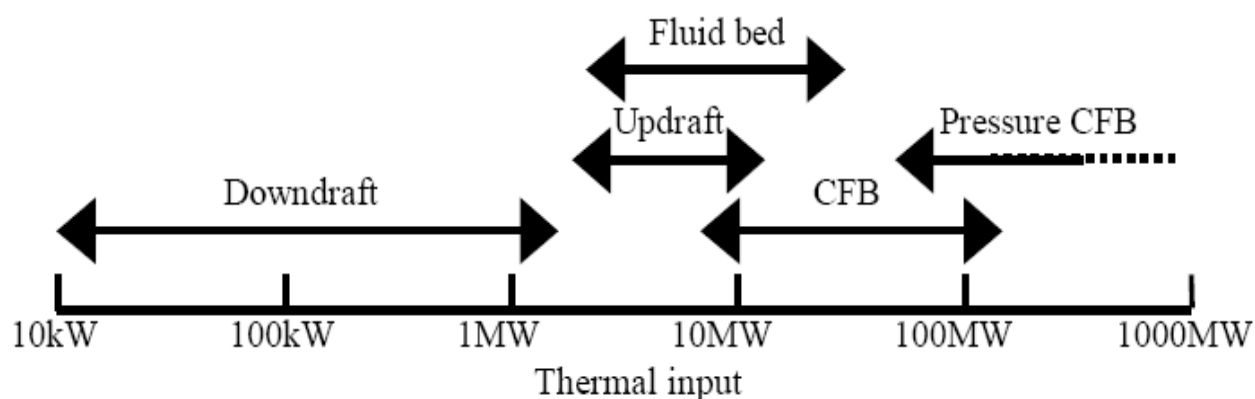 Fluid bed
Updraft
Pressure CFB
Downdraft
CFB
10kW
100kW
1MW
10MW
100MW
1000MW
Thermal input